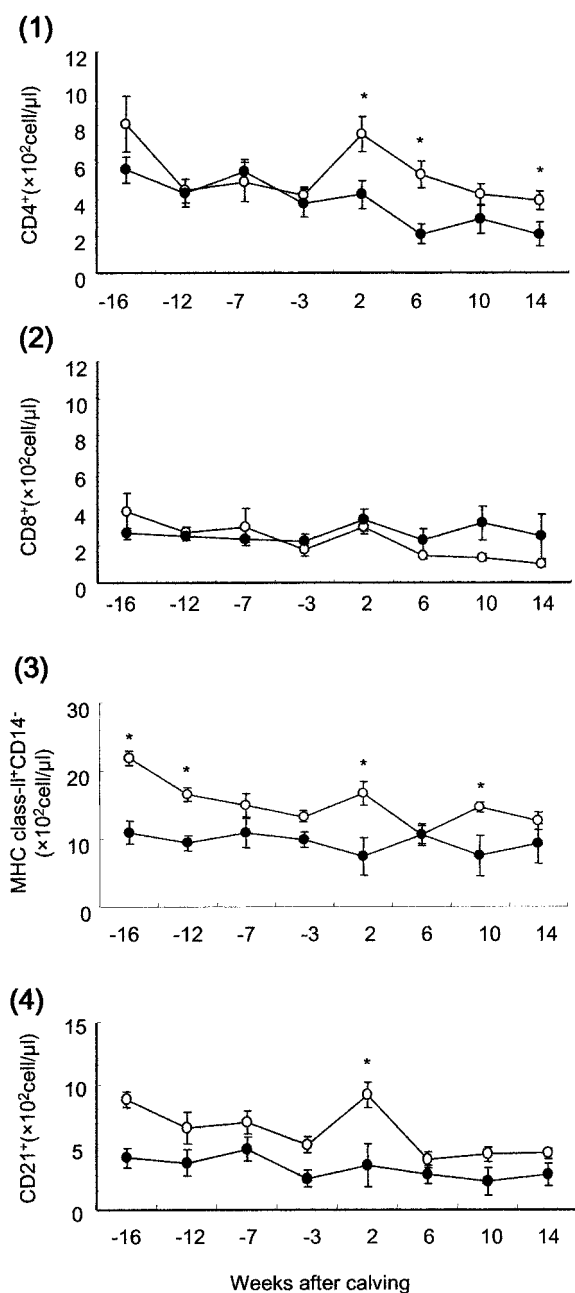 (1)
CD4⁺(×10²cell/µl)
12
10
8
6
4
2
0
* * *
-16 -12 -7 -3 2 6 10 14
(2)
CD8⁺(×10²cell/µl)
12
10
8
6
4
2
0
-16 -12 -7 -3 2 6 10 14
(3)
MHC class-II⁺CD14⁻
(×10²cell/µl)
30
20
10
0
* * * *
-16 -12 -7 -3 2 6 10 14
(4)
CD21⁺(×10²cell/µl)
15
10
5
0
*
-16 -12 -7 -3 2 6 10 14
Weeks after calving